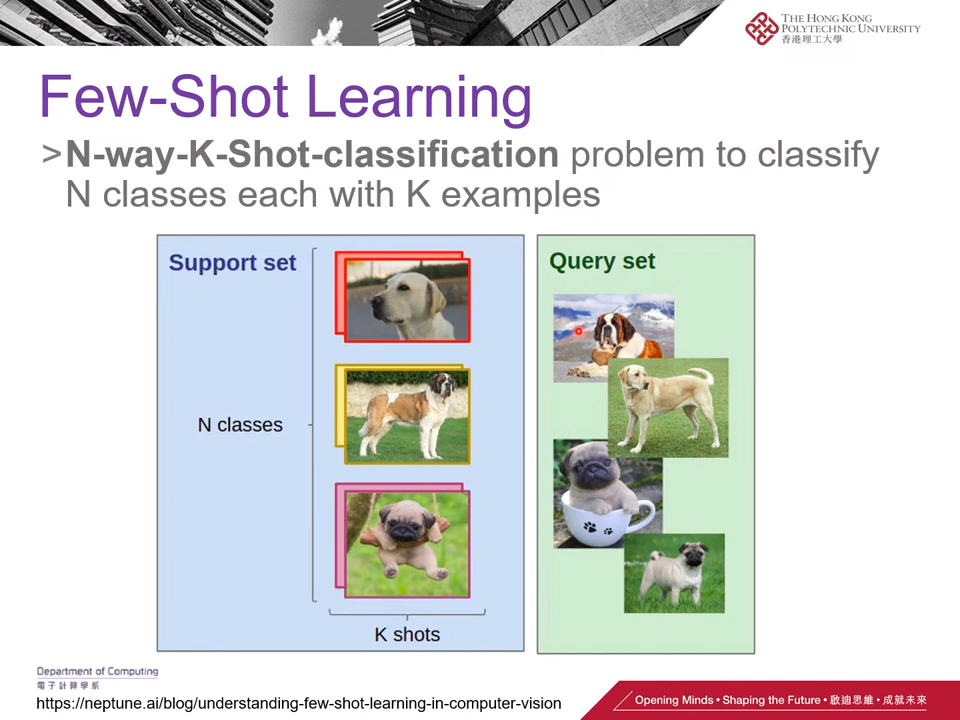 THE HONG KONG
POLYTECHNIC UNIVERSITY
香港理工大學
Few-Shot Learning
>N-way-K-Shot-classification problem to classify
N classes each with K examples
Support set
N classes
K shots
Query set
Department of Computing
電子計算學系
https://neptune.ai/blog/understanding-few-shot-learning-in-computer-vision
Opening Minds • Shaping the Future • 啟迪思維 • 成就未來